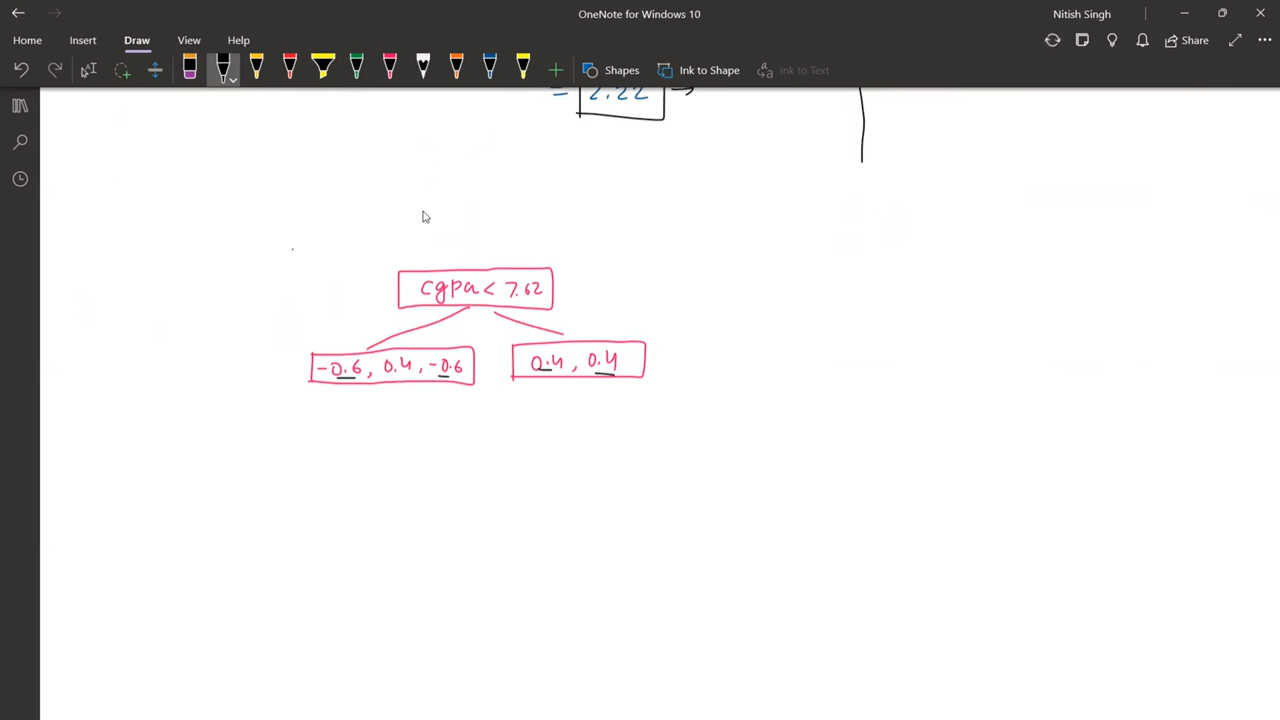 OneNote for Windows 10
Nitish Singh
Home Insert Draw View Help
Share
Shapes Ink to Shape Ink to Text
= 2.22 →
cgpa < 7.62
-0.6, 0.4, -0.6
0.4, 0.4